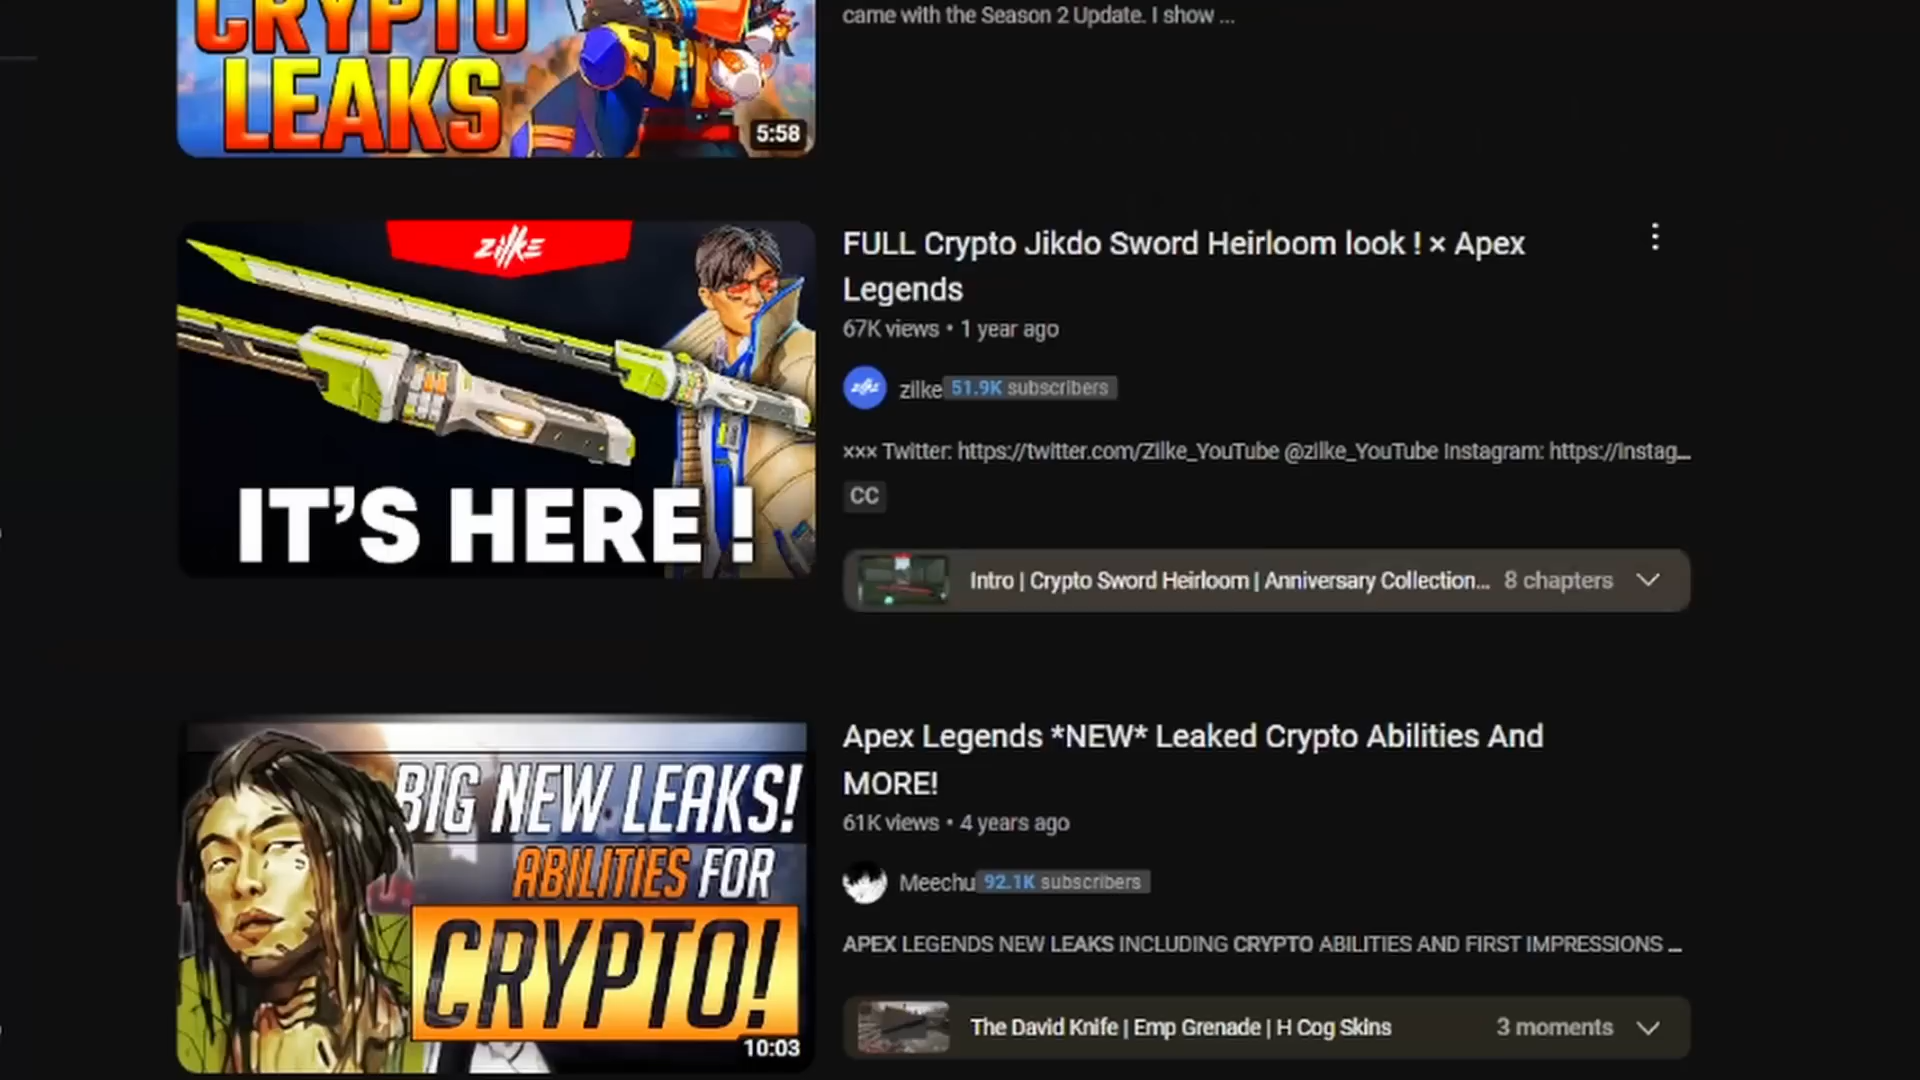 CRYPTO
LEAKS
5:58
came with the Season 2 Update. I show ...
zilke
IT'S HERE !
FULL Crypto Jikdo Sword Heirloom look ! × Apex
Legends
67K views • 1 year ago
zilke
zilke 51.9K subscribers
xxx Twitter: https://twitter.com/Zilke_YouTube @zilke_YouTube Instagram: https://Instag...
CC
Intro | Crypto Sword Heirloom | Anniversary Collection... 8 chapters
BIG NEW LEAKS!
ABILITIES FOR
CRYPTO!
10:03
Apex Legends *NEW* Leaked Crypto Abilities And
MORE!
61K views • 4 years ago
Meechu 92.1K subscribers
APEX LEGENDS NEW LEAKS INCLUDING CRYPTO ABILITIES AND FIRST IMPRESSIONS ...
The David Knife | Emp Grenade | H Cog Skins 3 moments